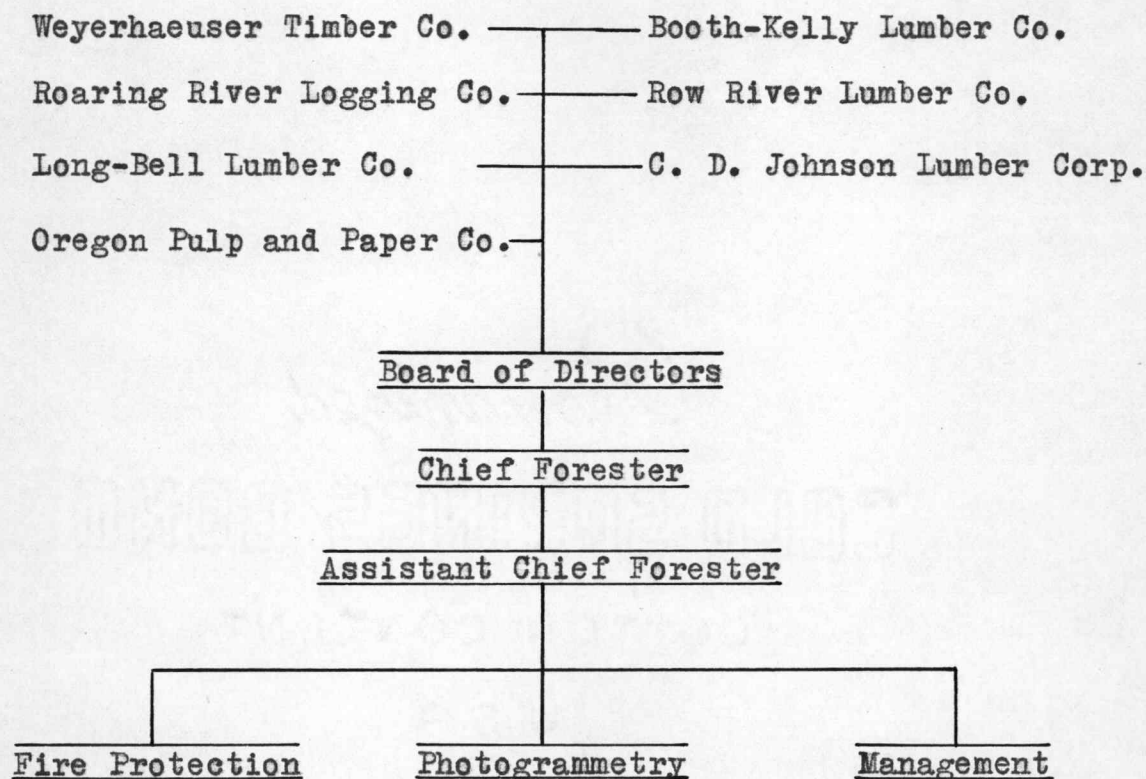 Weyerhaeuser Timber Co. Booth-Kelly Lumber Co.
Roaring River Logging Co. Row River Lumber Co.
Long-Bell Lumber Co. C. D. Johnson Lumber Corp.
Oregon Pulp and Paper Co.
Board of Directors
Chief Forester
Assistant Chief Forester
Fire Protection Photogrammetry Management